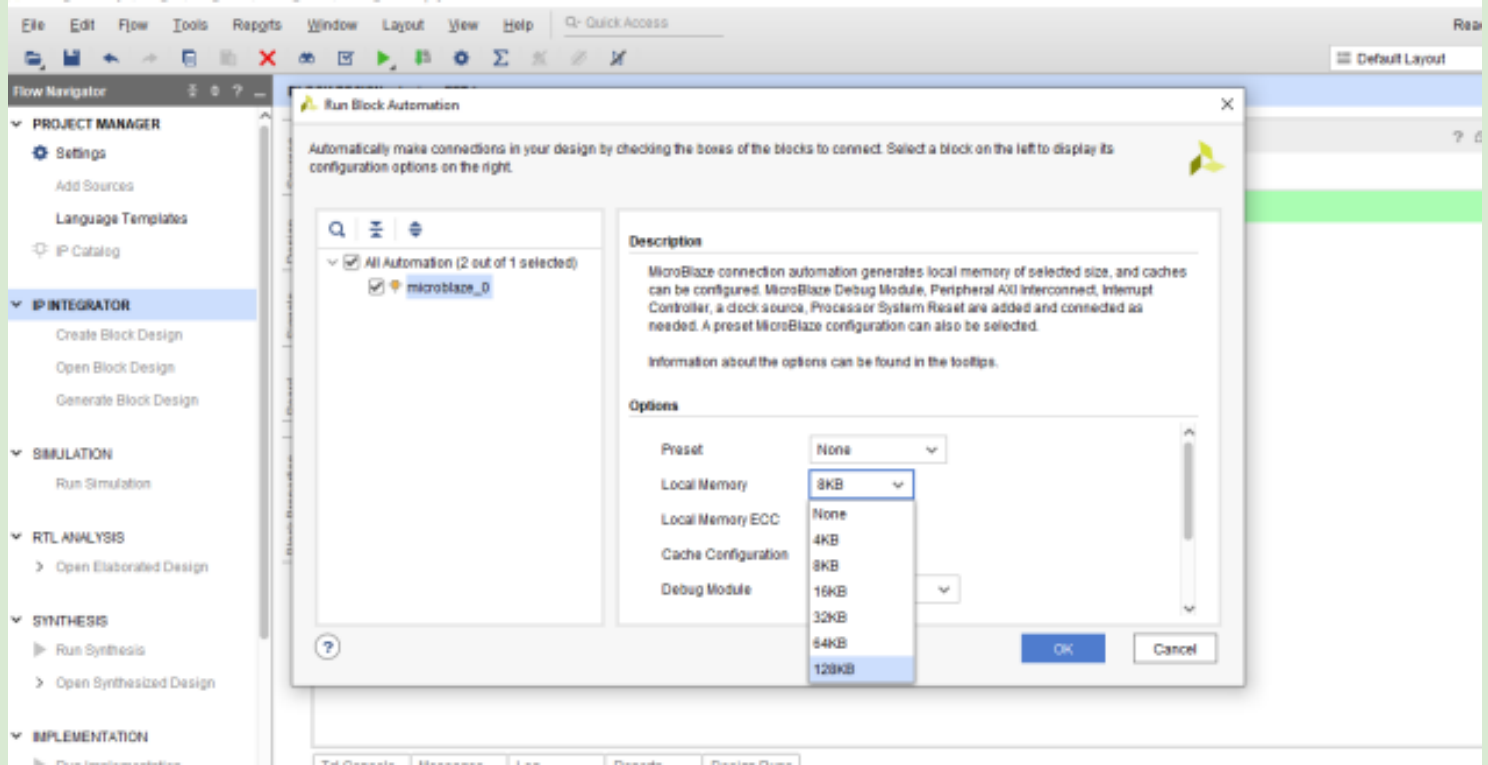 File Edit Flow Tools Reports Window Layout View Help Q- Quick Access
Default Layout
Flow Navigator
PROJECT MANAGER
Settings
Add Sources
Language Templates
IP Catalog
IP INTEGRATOR
Create Block Design
Open Block Design
Generate Block Design
SIMULATION
Run Simulation
RTL ANALYSIS
Open Elaborated Design
SYNTHESIS
Run Synthesis
Open Synthesized Design
IMPLEMENTATION
Run Block Automation
Automatically make connections in your design by checking the boxes of the blocks to connect. Select a block on the left to display its
configuration options on the right.
All Automation (2 out of 1 selected)
microblaze_0
Description
MicroBlaze connection automation generates local memory of selected size, and caches
can be configured. MicroBlaze Debug Module, Peripheral AXI Interconnect, Interrupt
Controller, a clock source, Processor System Reset are added and connected as
needed. A preset MicroBlaze configuration can also be selected.
Information about the options can be found in the tooltips.
Options
Preset None
Local Memory 8KB
Local Memory ECC
Cache Configuration
Debug Module
None
4KB
8KB
16KB
32KB
64KB
128KB
OK Cancel